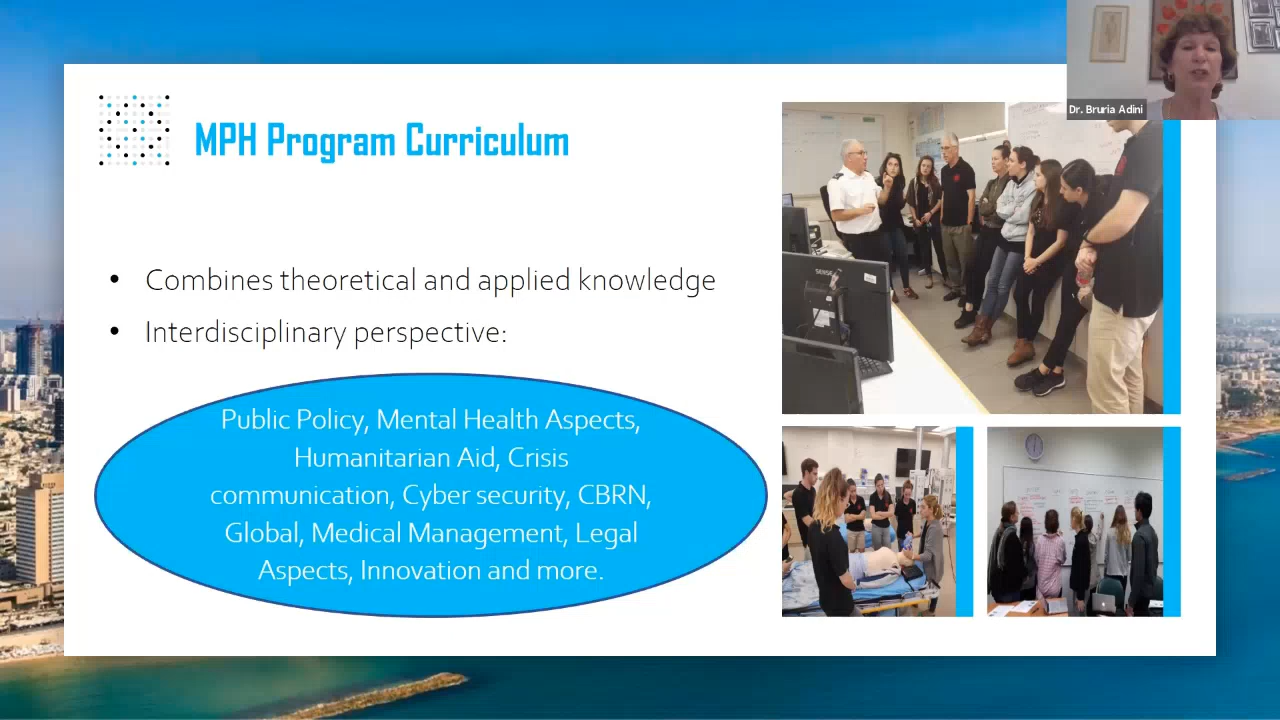 Dr. Bruria Adini
MPH Program Curriculum
• Combines theoretical and applied knowledge
• Interdisciplinary perspective:
Public Policy, Mental Health Aspects,
Humanitarian Aid, Crisis
communication, Cyber security, CBRN,
Global, Medical Management, Legal
Aspects, Innovation and more.
SENSE